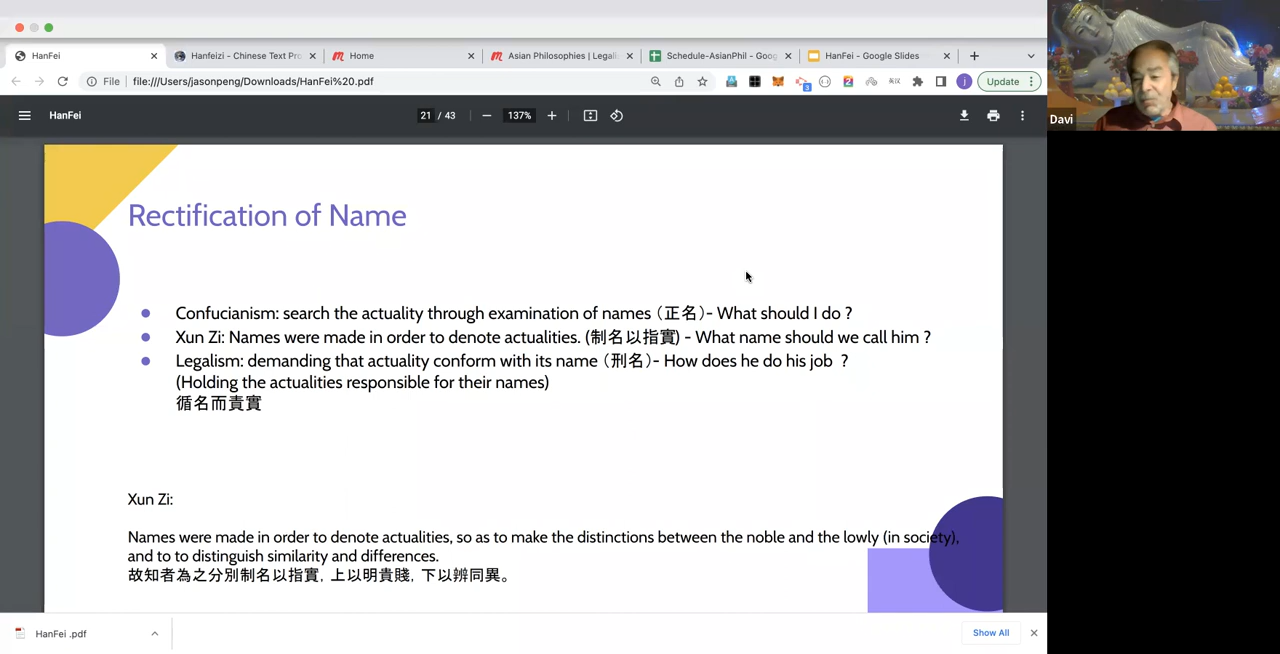 HanFei
Hanfeizi - Chinese Text Pro
Home
Asian Philosophies | Legali
Schedule-AsianPhil - Goog
HanFei - Google Slides
File
file:///Users/jasonpeng/Downloads/HanFei%20.pdf
3
j
Update
Davi
HanFei
21 / 43
137%
Rectification of Name
Confucianism: search the actuality through examination of names (正名)- What should I do ?
Xun Zi: Names were made in order to denote actualities. (制名以指實) - What name should we call him ?
Legalism: demanding that actuality conform with its name (刑名)- How does he do his job ?
(Holding the actualities responsible for their names)
循名而責實
Xun Zi:
Names were made in order to denote actualities, so as to make the distinctions between the noble and the lowly (in society),
and to to distinguish similarity and differences.
故知者為之分別制名以指實, 上以明貴賤, 下以辨同異。
HanFei .pdf
Show All